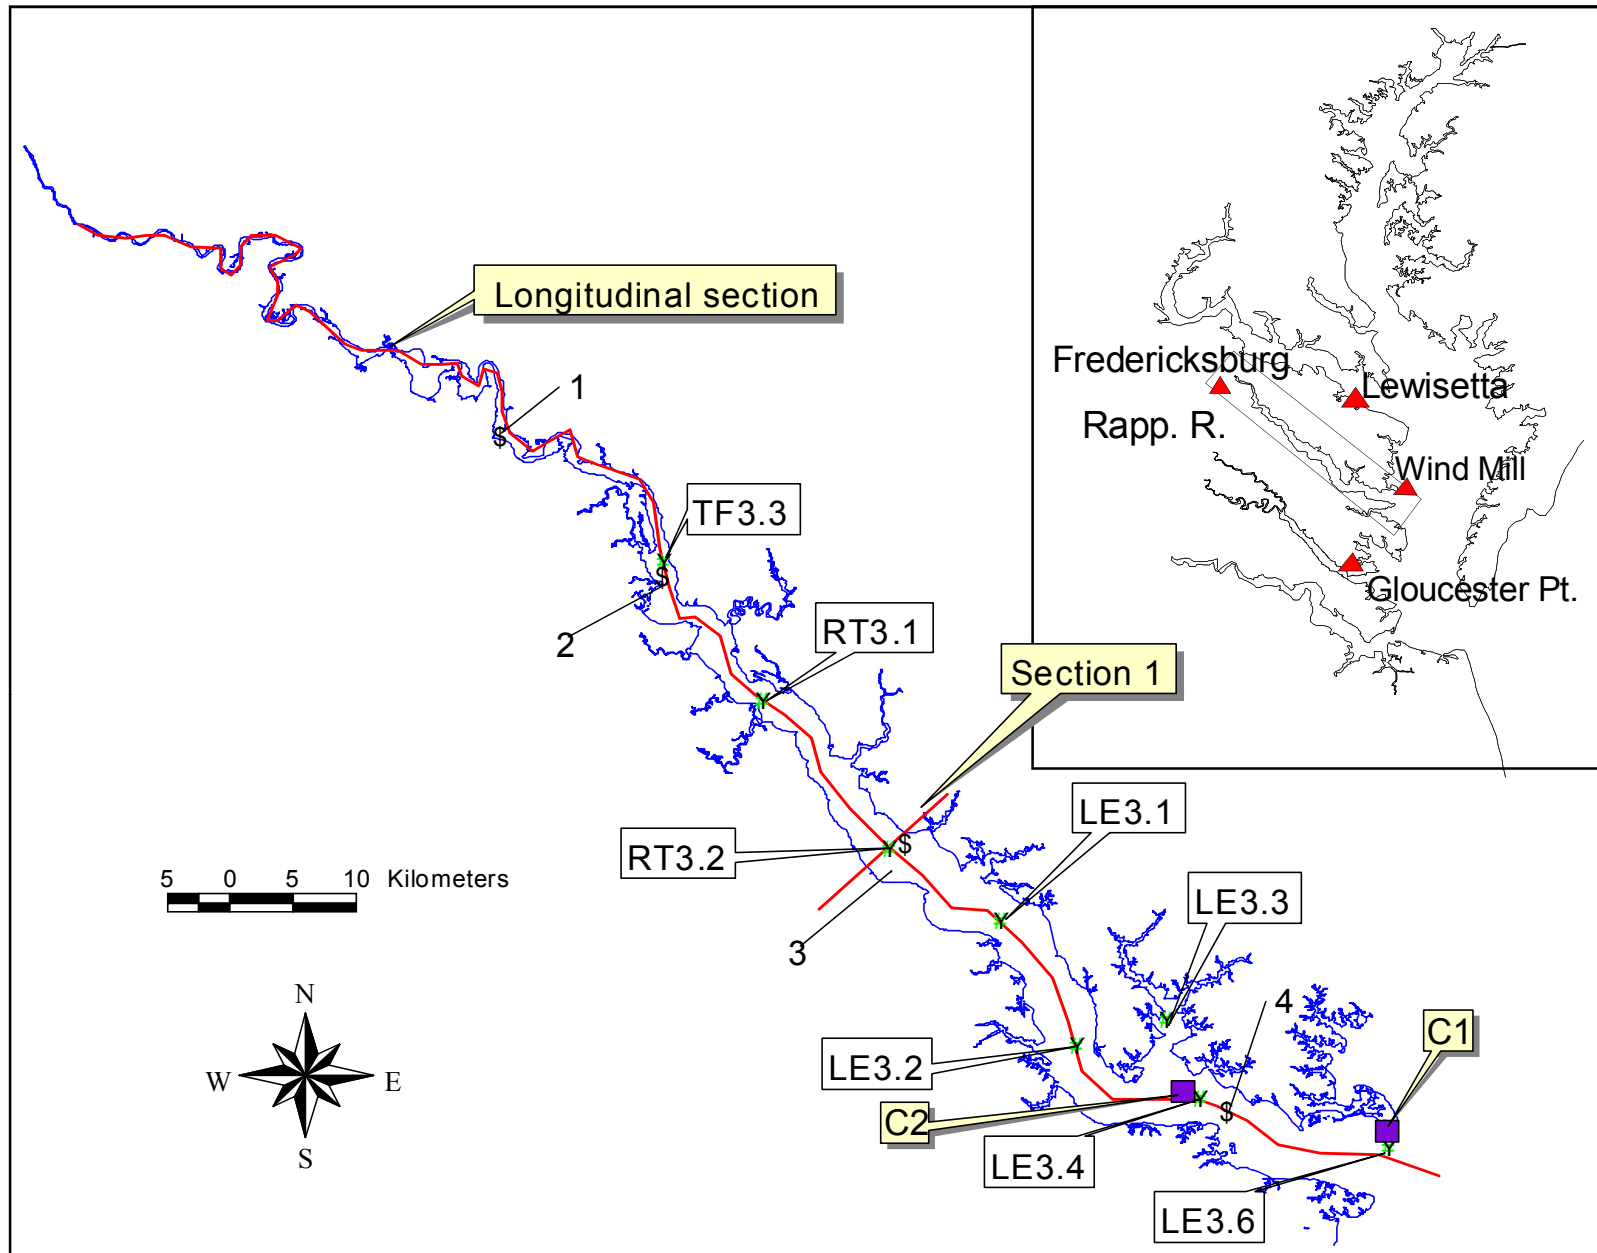 Fredericksburg
Lewisetta
Rapp. R.
Wind Mill
Gloucester Pt.
Longitudinal section
1
$
TF3.3
Y
$
2
RT3.1
Y
Section 1
LE3.1
RT3.2
Y
$
3
Y
LE3.3
Y
4
C1
LE3.2
Y
C2
Y
$
LE3.4
Y
LE3.6
5 0 5 10 Kilometers
N
W E
S